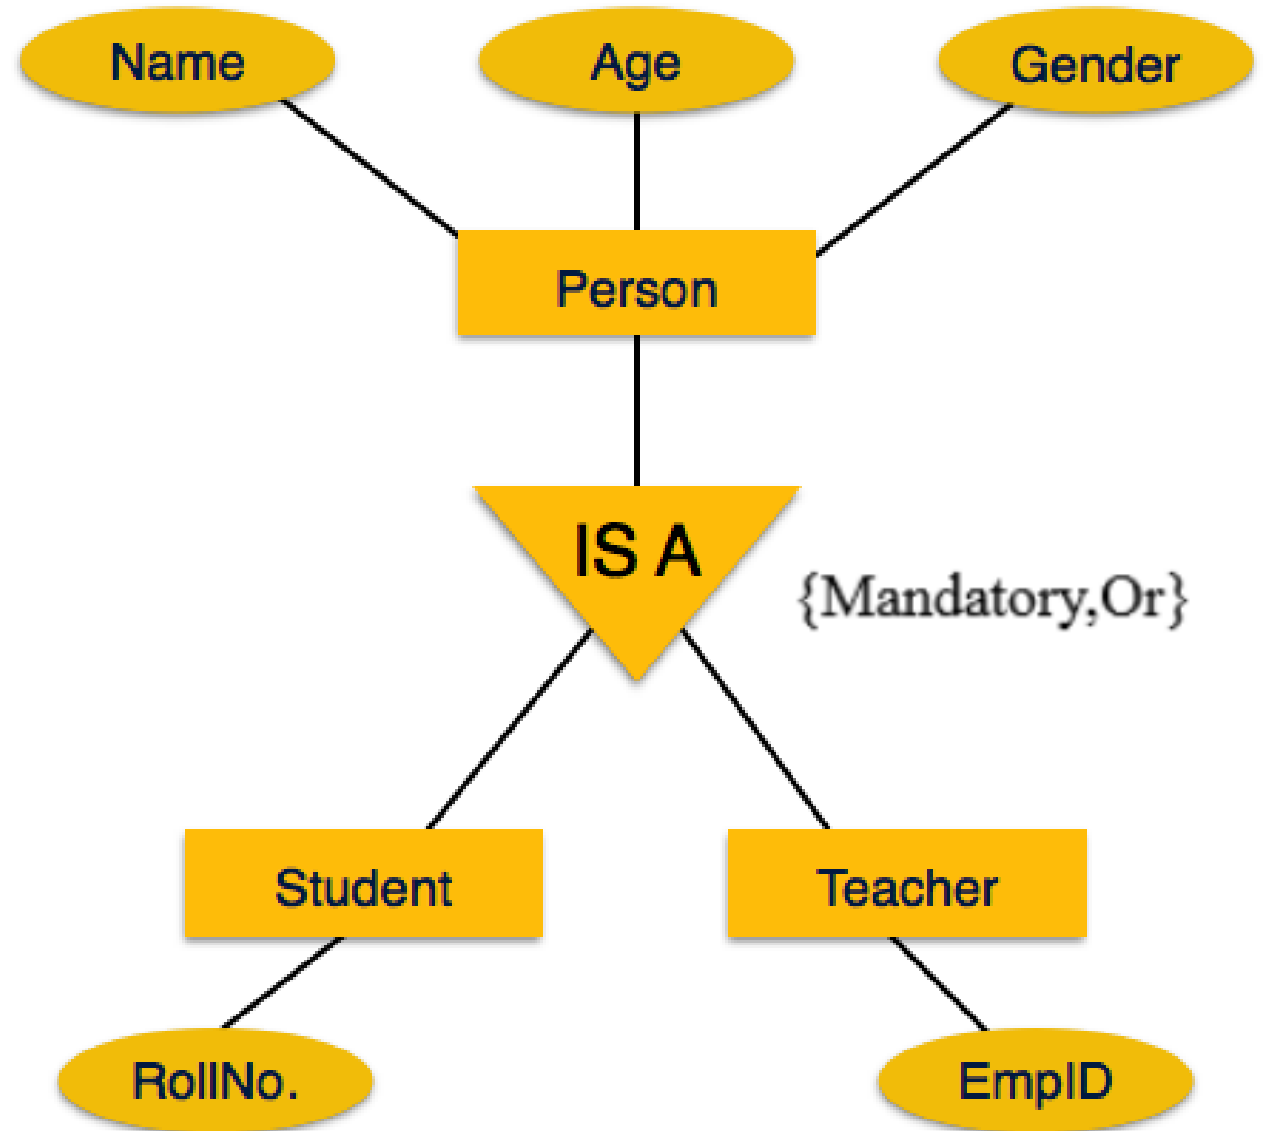 Name
Age
Gender
Person
IS A
{Mandatory,Or}
Student
Teacher
RollNo.
EmpID